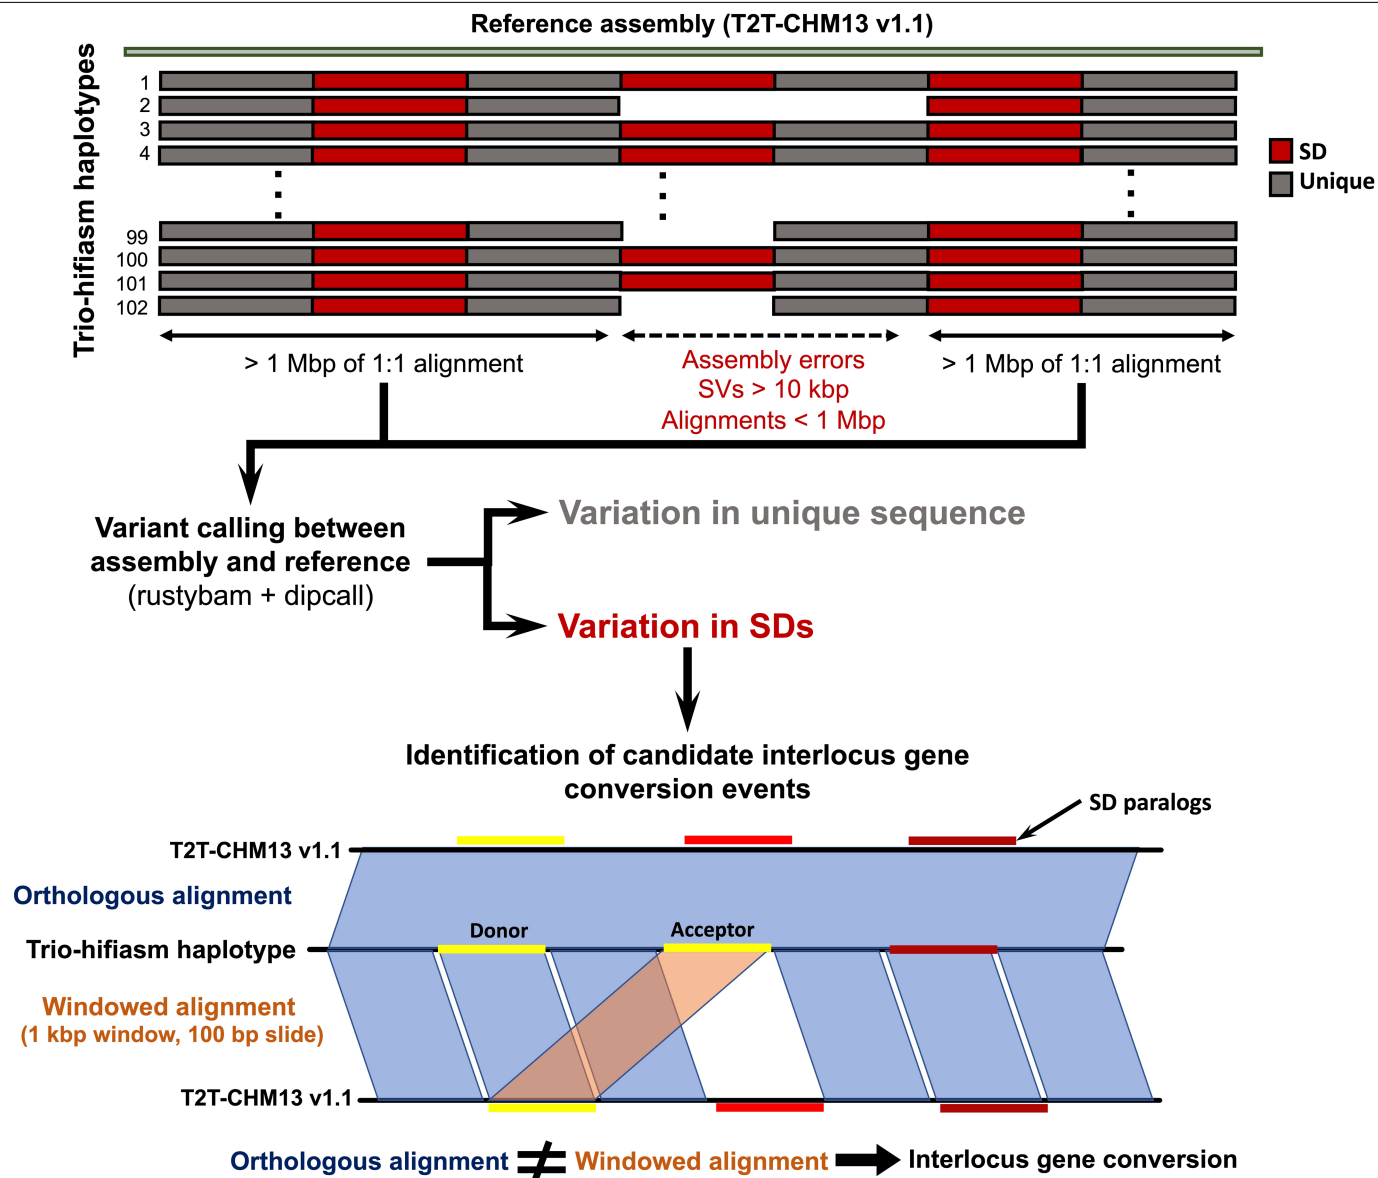 Reference assembly (T2T-CHM13 v1.1)
Trio-hifiasm haplotypes
1
2
3
4
99
100
101
102
SD
Unique
> 1 Mbp of 1:1 alignment
Assembly errors
SVs > 10 kbp
Alignments < 1 Mbp
> 1 Mbp of 1:1 alignment
Variant calling between
assembly and reference
(rustybam + dipcall)
Variation in unique sequence
Variation in SDs
Identification of candidate interlocus gene
conversion events
SD paralogs
T2T-CHM13 v1.1
Orthologous alignment
Donor
Acceptor
Trio-hifiasm haplotype
Windowed alignment
(1 kbp window, 100 bp slide)
T2T-CHM13 v1.1
Orthologous alignment ≠ Windowed alignment → Interlocus gene conversion